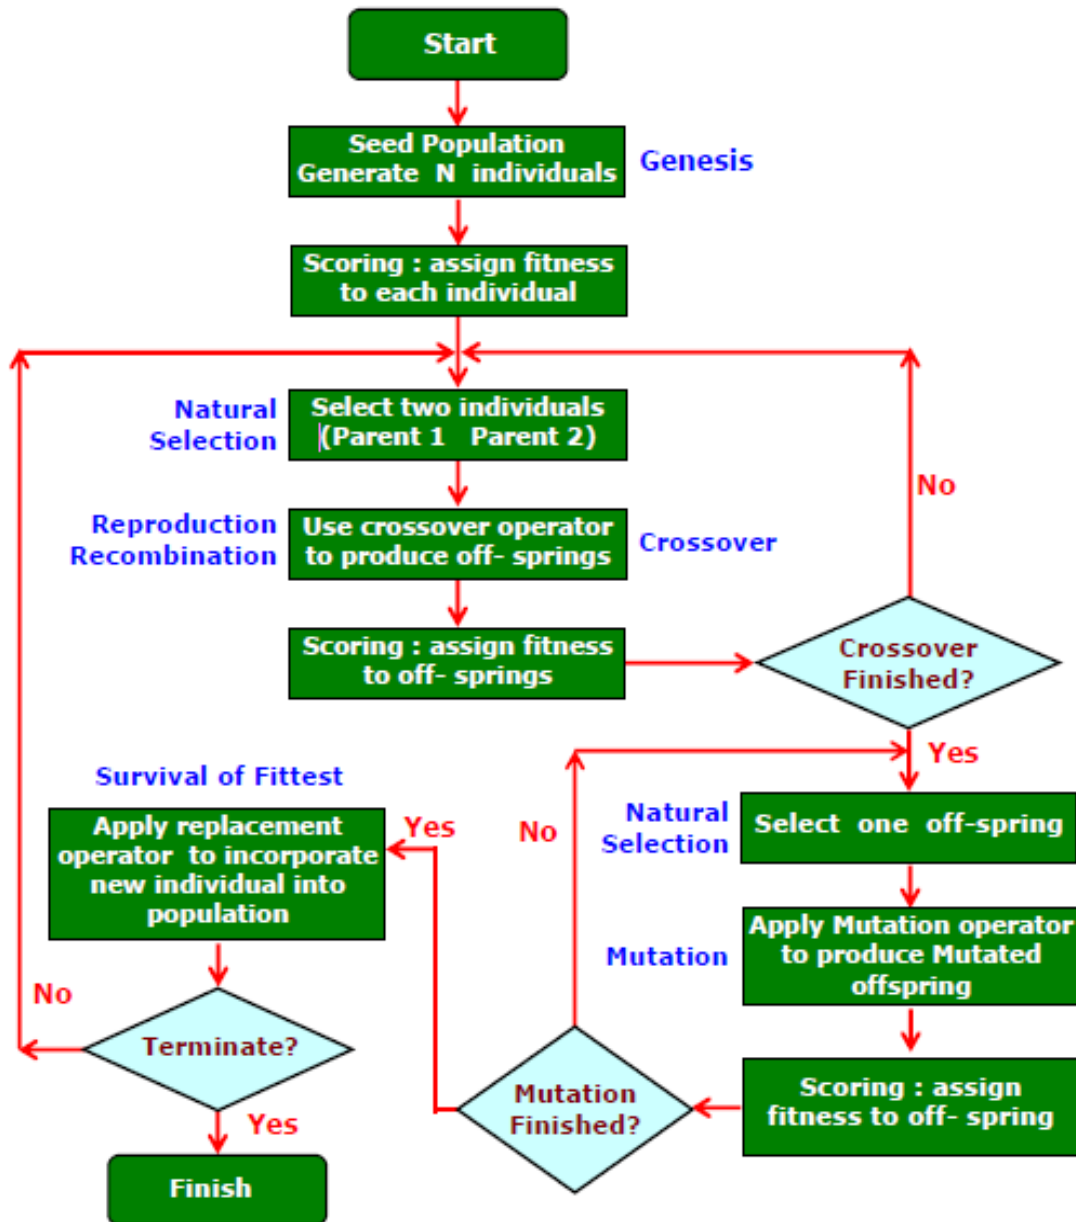 Start
Seed Population
Generate N individuals
Genesis
Scoring : assign fitness
to each individual
Natural
Selection
Select two individuals
(Parent 1 Parent 2)
No
Reproduction
Recombination
Use crossover operator
to produce off- springs
Crossover
Scoring : assign fitness
to off- springs
Crossover
Finished?
Yes
Survival of Fittest
Apply replacement
operator to incorporate
new individual into
population
Yes
No
Natural
Selection
Select one off-spring
Mutation
Apply Mutation operator
to produce Mutated
offspring
No
Terminate?
Mutation
Finished?
Scoring : assign
fitness to off- spring
Yes
Finish